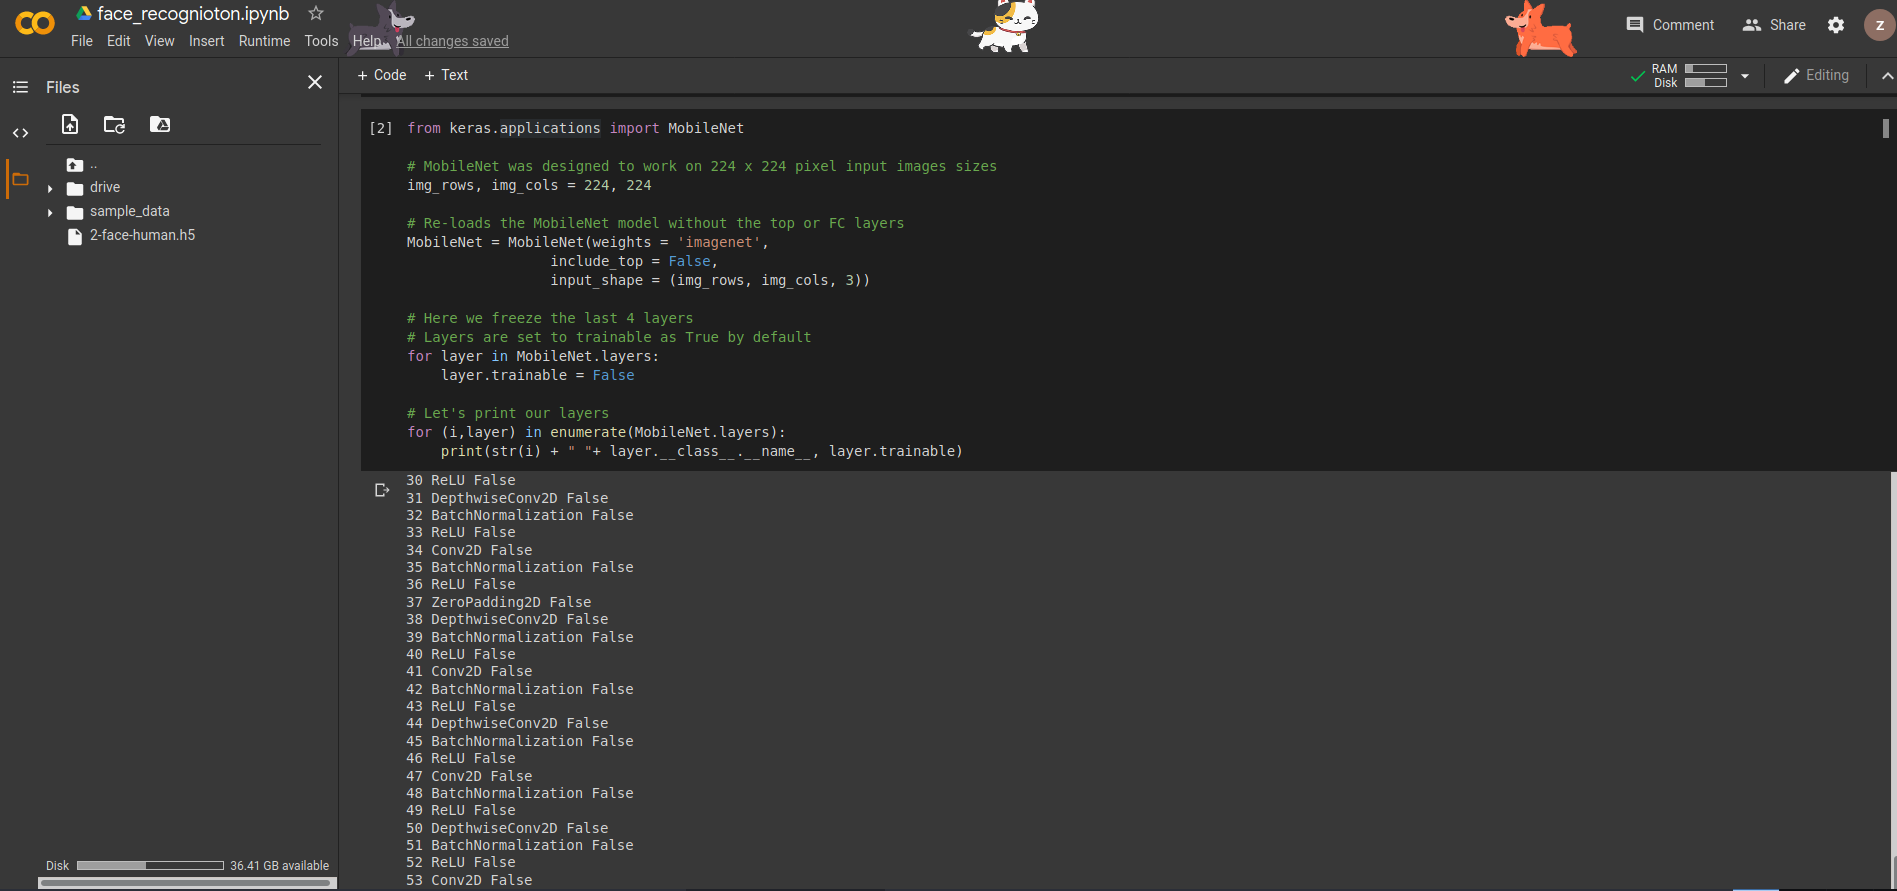 face_recognioton.ipynb
File Edit View Insert Runtime Tools Help All changes saved
Comment
Share
Z
Files
..
drive
sample_data
2-face-human.h5
Disk 36.41 GB available
+ Code + Text
RAM
Disk
Editing
[2] from keras.applications import MobileNet
# MobileNet was designed to work on 224 x 224 pixel input images sizes
img_rows, img_cols = 224, 224
# Re-loads the MobileNet model without the top or FC layers
MobileNet = MobileNet(weights = 'imagenet',
include_top = False,
input_shape = (img_rows, img_cols, 3))
# Here we freeze the last 4 layers
# Layers are set to trainable as True by default
for layer in MobileNet.layers:
layer.trainable = False
# Let's print our layers
for (i,layer) in enumerate(MobileNet.layers):
print(str(i) + " "+ layer.__class__.__name__, layer.trainable)
30 ReLU False
31 DepthwiseConv2D False
32 BatchNormalization False
33 ReLU False
34 Conv2D False
35 BatchNormalization False
36 ReLU False
37 ZeroPadding2D False
38 DepthwiseConv2D False
39 BatchNormalization False
40 ReLU False
41 Conv2D False
42 BatchNormalization False
43 ReLU False
44 DepthwiseConv2D False
45 BatchNormalization False
46 ReLU False
47 Conv2D False
48 BatchNormalization False
49 ReLU False
50 DepthwiseConv2D False
51 BatchNormalization False
52 ReLU False
53 Conv2D False